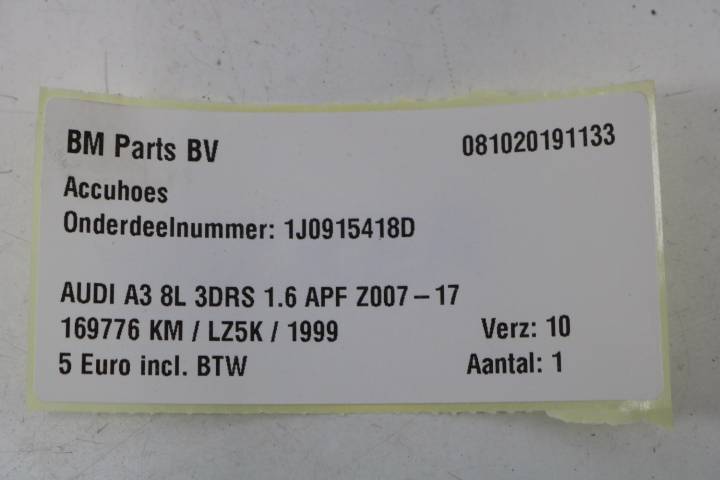 BM Parts BV 081020191133
Accuhoes
Onderdeelnummer: 1J0915418D
AUDI A3 8L 3DRS 1.6 APF Z007-17
169776 KM / LZ5K / 1999 Verz: 10
5 Euro incl. BTW Aantal: 1